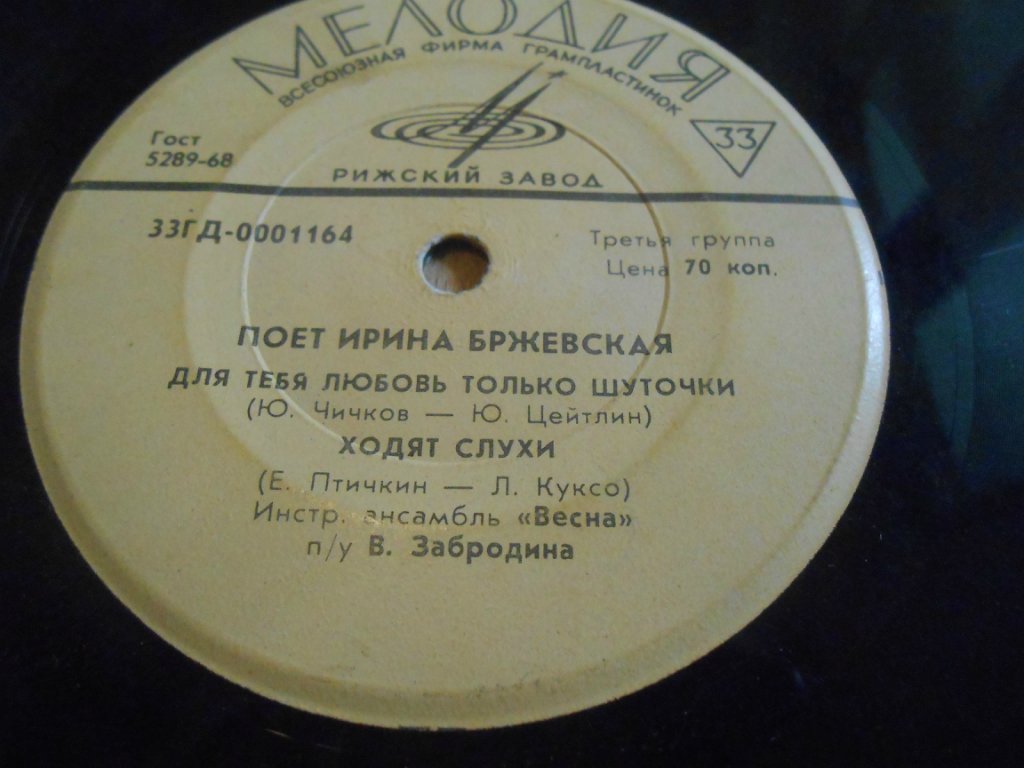 МЕЛОДИЯ
ВСЕСОЮЗНАЯ ФИРМА ГРАМПЛАСТИНОК
33
Гост
5289-68
РИЖСКИЙ ЗАВОД
33ГД-0001164
Третья группа
Цена 70 коп.
ПОЕТ ИРИНА БРЖЕВСКАЯ
ДЛЯ ТЕБЯ ЛЮБОВЬ ТОЛЬКО ШУТОЧКИ
(Ю. Чичков — Ю. Цейтлин)
ХОДЯТ СЛУХИ
(Е. Птичкин — Л. Куксо)
Инстр. ансамбль «Весна»
п/у В. Забродина